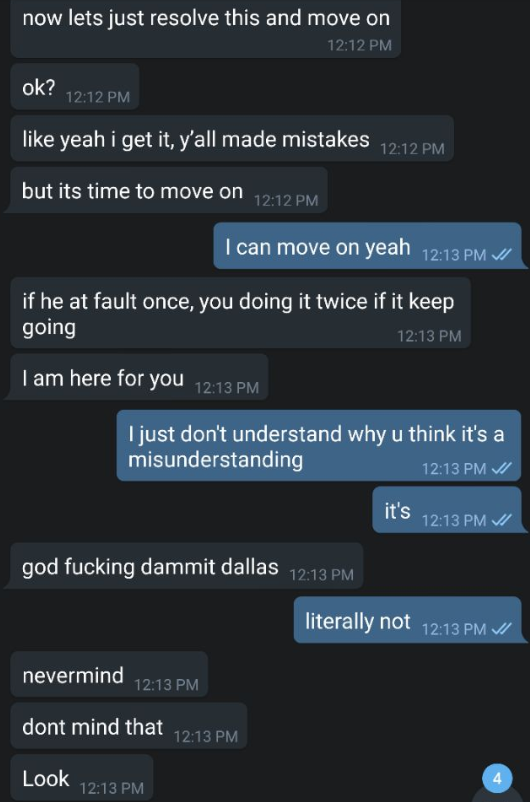 now lets just resolve this and move on
12:12 PM
ok? 12:12 PM
like yeah i get it, y’all made mistakes 12:12 PM
but its time to move on 12:12 PM
I can move on yeah 12:13 PM
if he at fault once, you doing it twice if it keep
going 12:13 PM
I am here for you 12:13 PM
I just don't understand why u think it's a
misunderstanding 12:13 PM
it's 12:13 PM
god fucking dammit dallas 12:13 PM
literally not 12:13 PM
nevermind 12:13 PM
dont mind that 12:13 PM
Look 12:13 PM
4